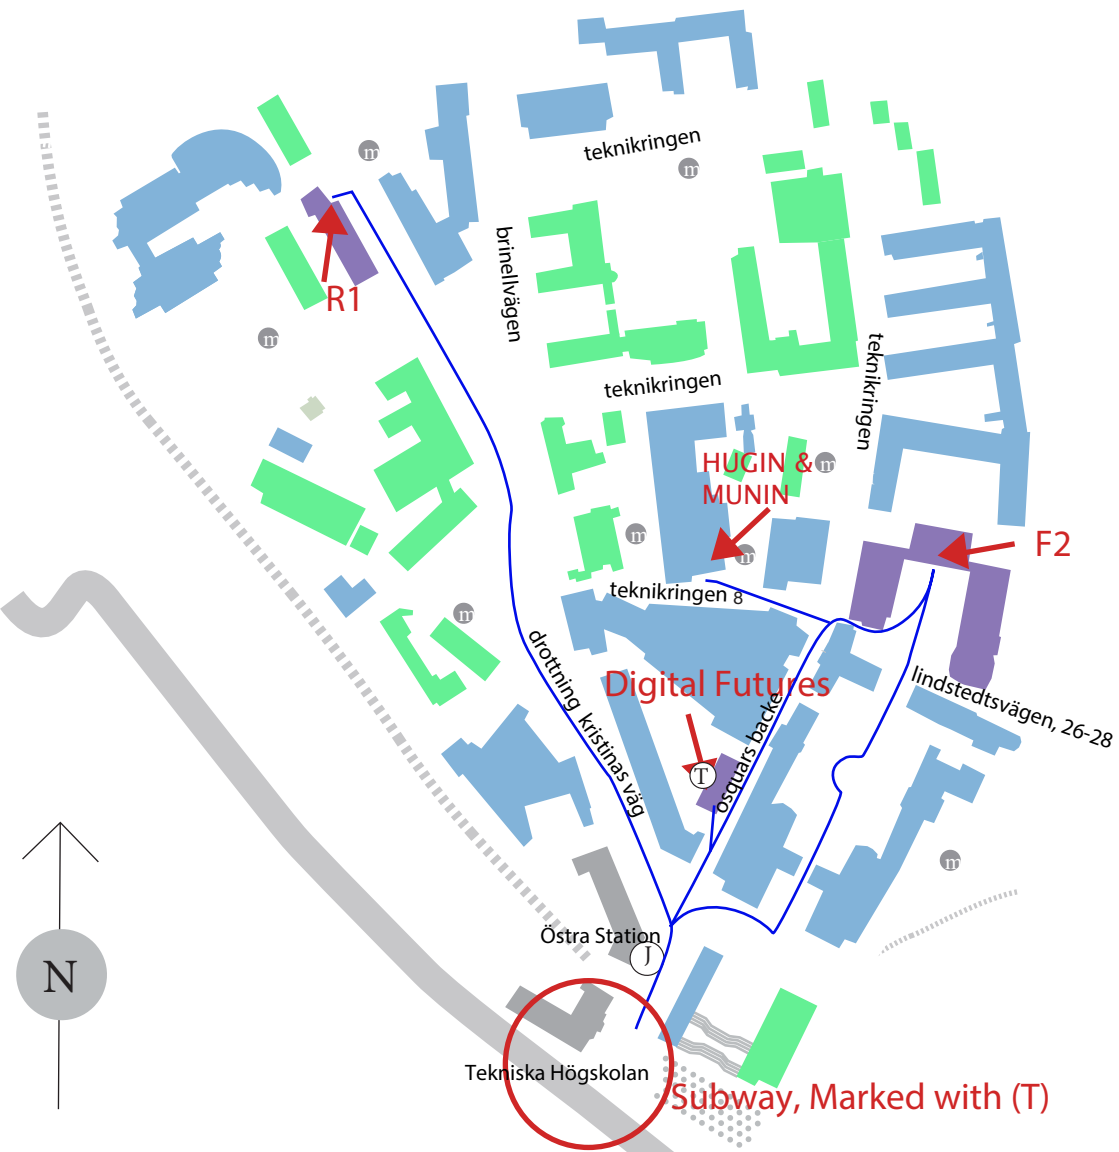 teknikringen
m
m
brinellvägen
R1
m
teknikringen
teknikringen
HUGIN &
MUNIN
m
m
m
F2
teknikringen 8
m
drottning kristinas väg
Digital Futures
lindstedtsvägen, 26-28
osquars backe
T
m
Östra Station
J
N
Tekniska Högskolan
Subway, Marked with (T)